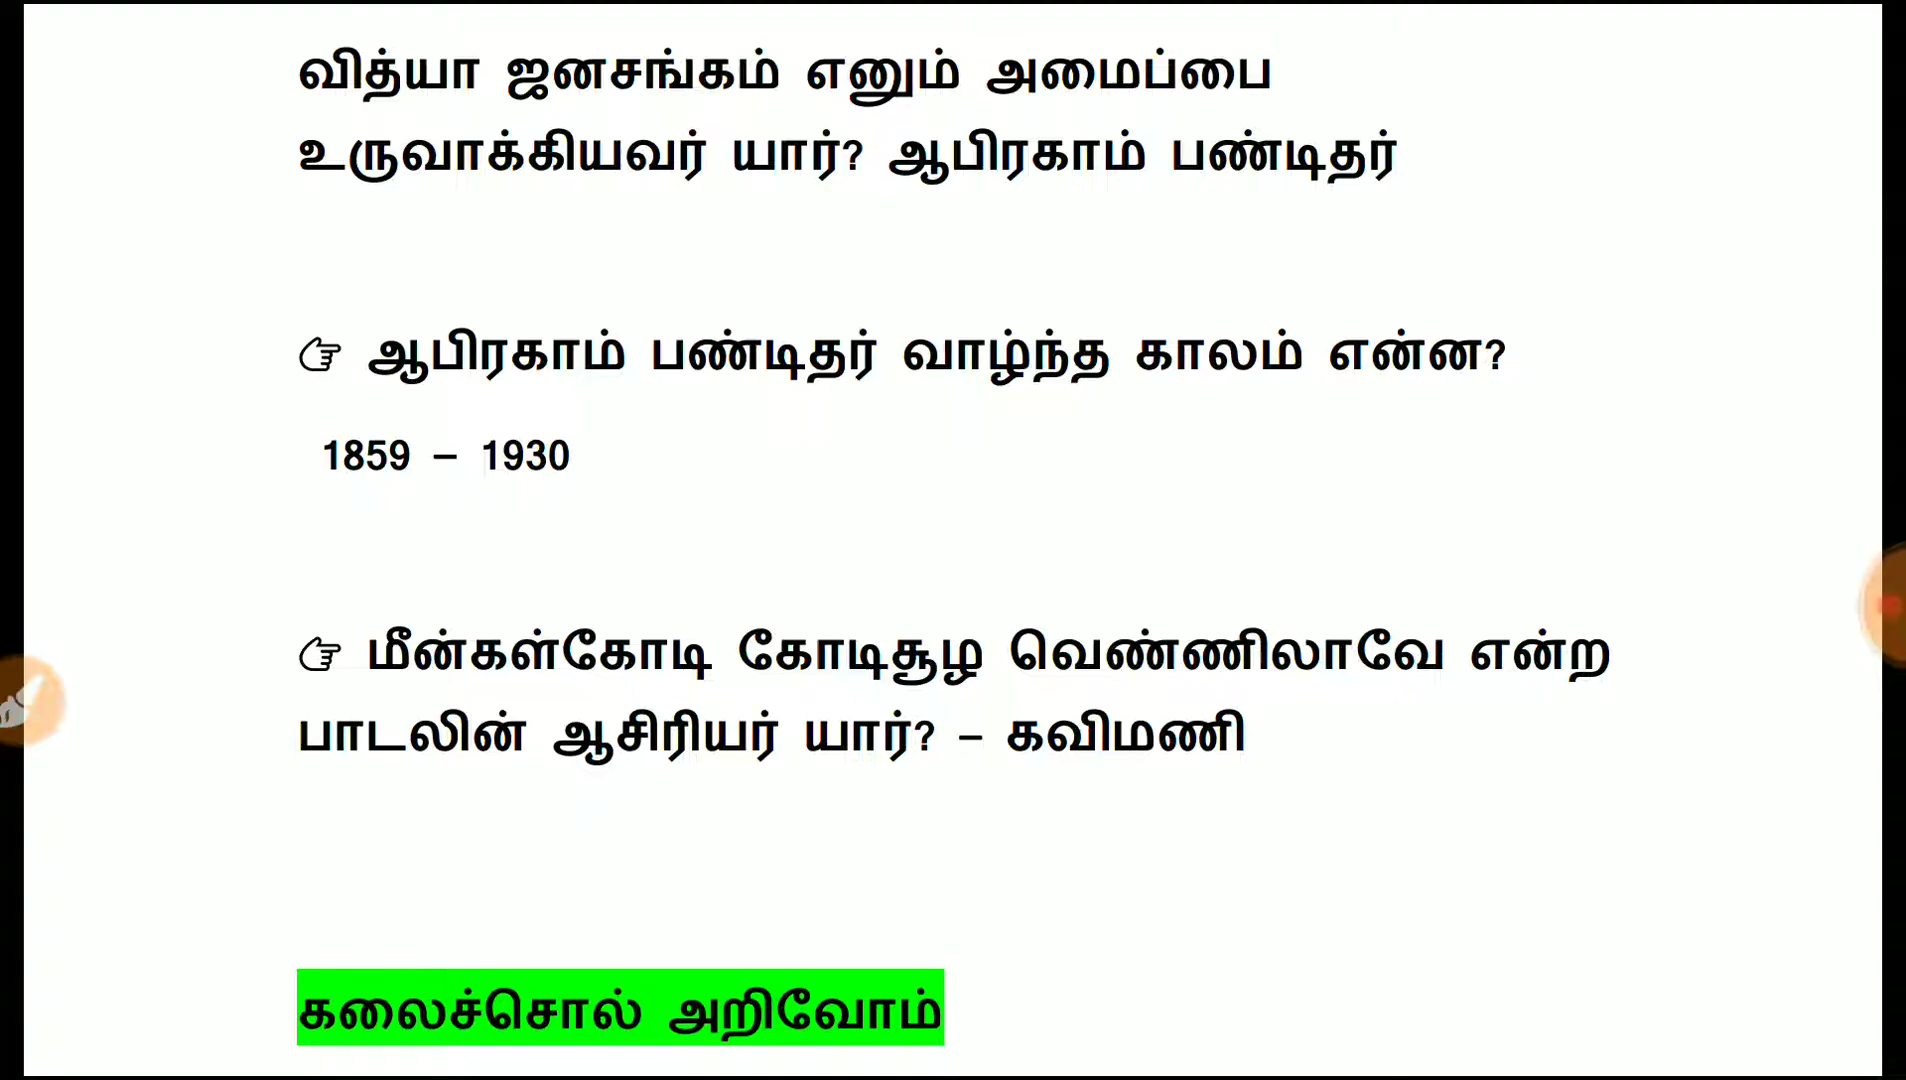 வித்யா ஜனசங்கம் எனும் அமைப்பை
உருவாக்கியவர் யார்? ஆபிரகாம் பண்டிதர்
👉 ஆபிரகாம் பண்டிதர் வாழ்ந்த காலம் என்ன?
1859 – 1930
👉 மீன்கள்கோடி கோடிசூழ வெண்ணிலாவே என்ற
பாடலின் ஆசிரியர் யார்? – கவிமணி
கலைச்சொல் அறிவோம்